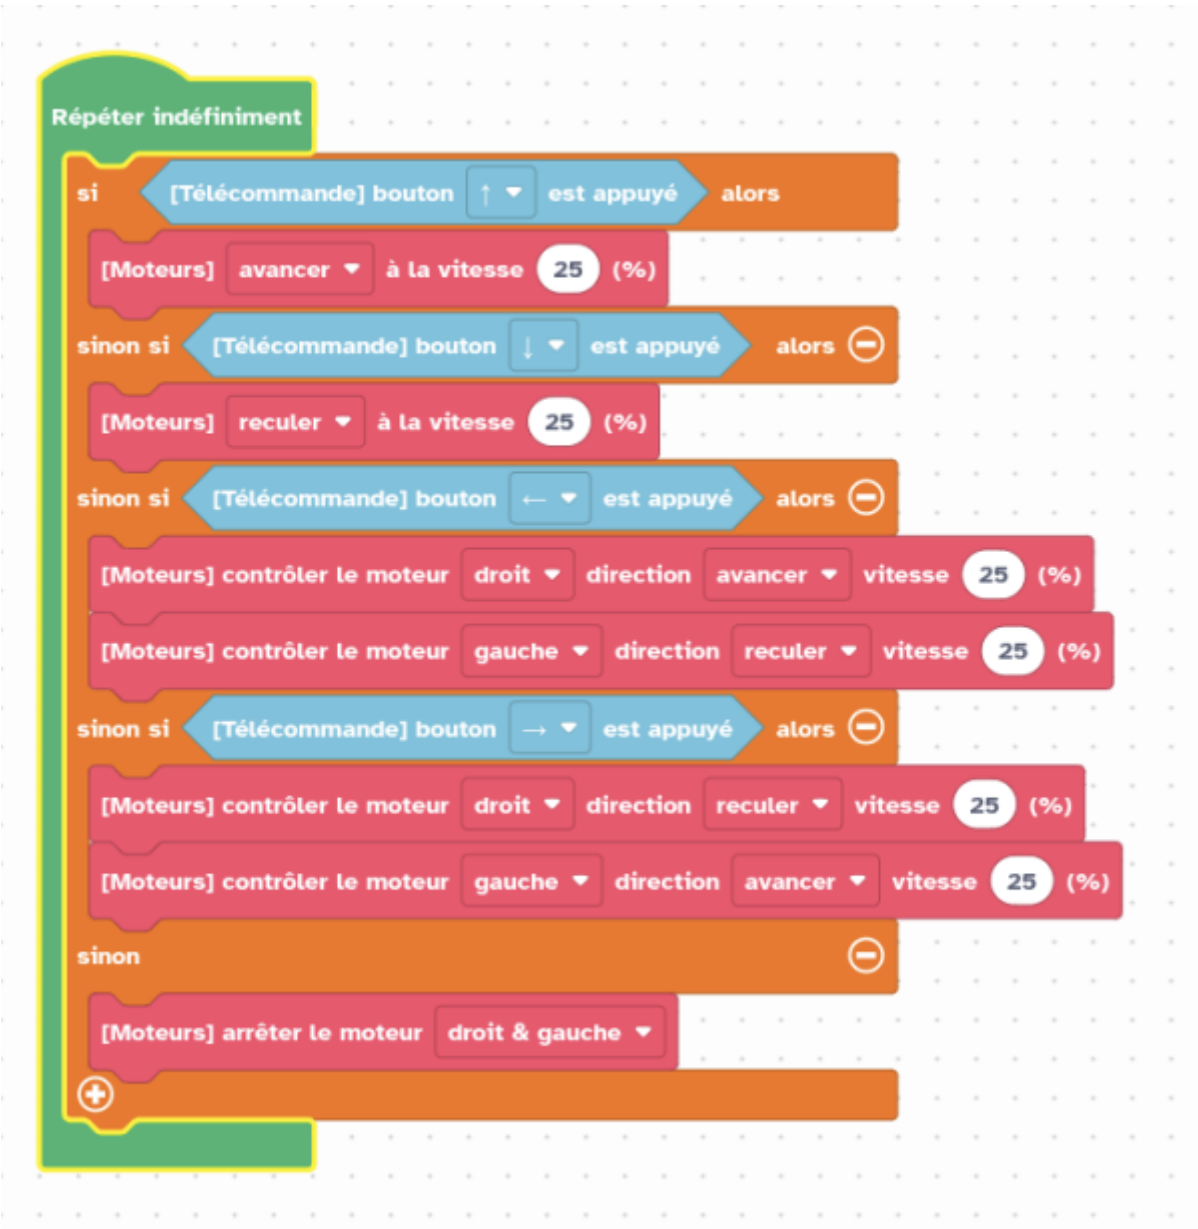 Répéter indéfiniment
si [Télécommande] bouton ↑ est appuyé alors
[Moteurs] avancer à la vitesse 25 (%)
sinon si [Télécommande] bouton ↓ est appuyé alors
[Moteurs] reculer à la vitesse 25 (%)
sinon si [Télécommande] bouton ← est appuyé alors
[Moteurs] contrôler le moteur droit direction avancer vitesse 25 (%)
[Moteurs] contrôler le moteur gauche direction reculer vitesse 25 (%)
sinon si [Télécommande] bouton → est appuyé alors
[Moteurs] contrôler le moteur droit direction reculer vitesse 25 (%)
[Moteurs] contrôler le moteur gauche direction avancer vitesse 25 (%)
sinon
[Moteurs] arrêter le moteur droit & gauche